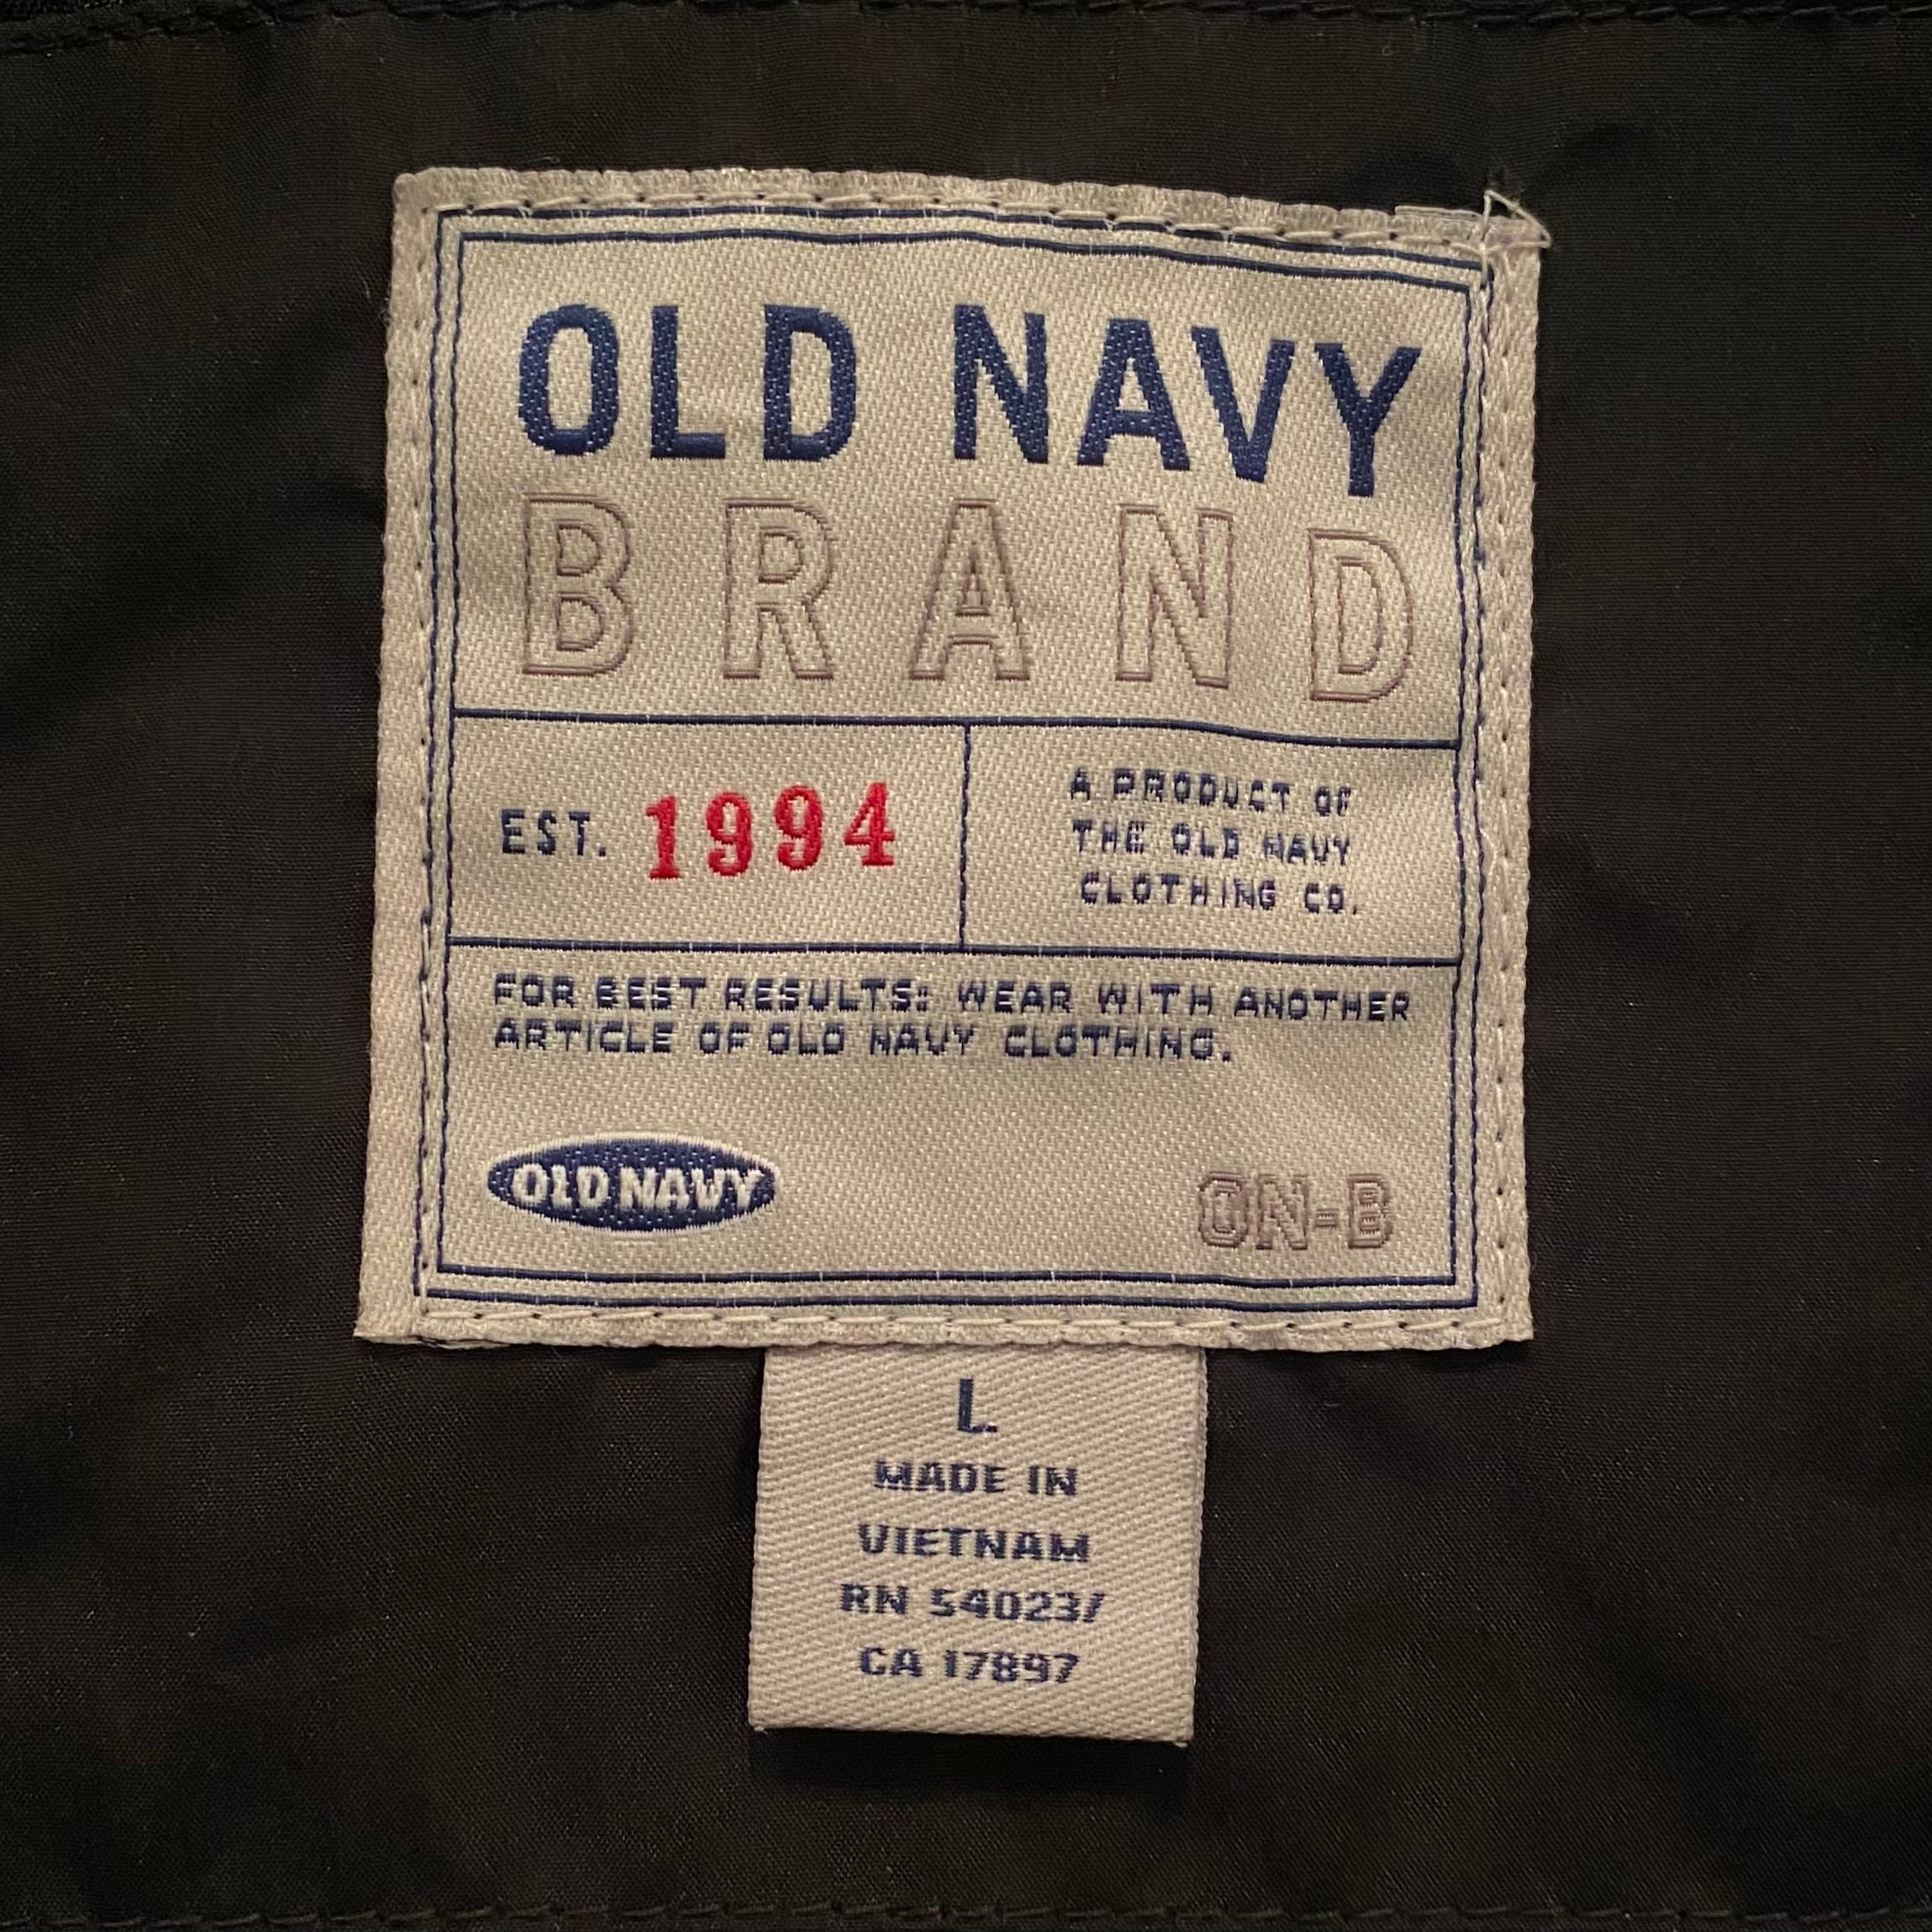 OLD NAVY
BRAND
EST. 1994
A PRODUCT OF
THE OLD NAVY
CLOTHING CO.
FOR BEST RESULTS: WEAR WITH ANOTHER
ARTICLE OF OLD NAVY CLOTHING.
OLD NAVY
ON-B
L
MADE IN
VIETNAM
RN 54023/
CA 17897